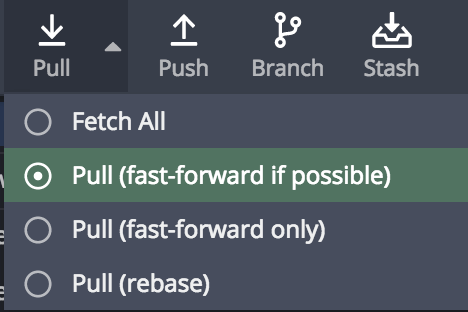 Pull Push Branch Stash
Fetch All
Pull (fast-forward if possible)
Pull (fast-forward only)
Pull (rebase)